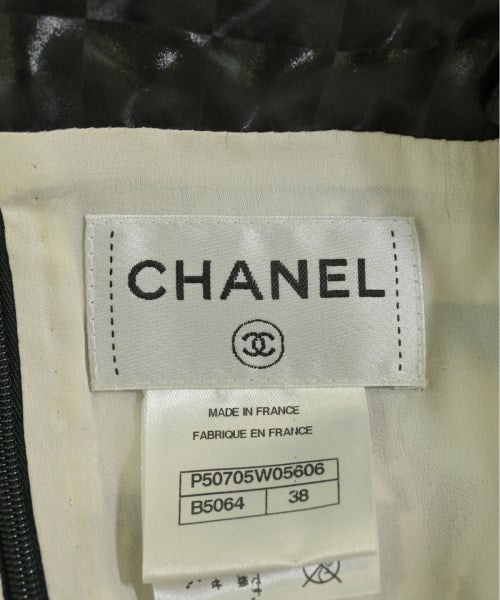 CHANEL
MADE IN FRANCE
FABRIQUE EN FRANCE
P50705W05606
B5064 38